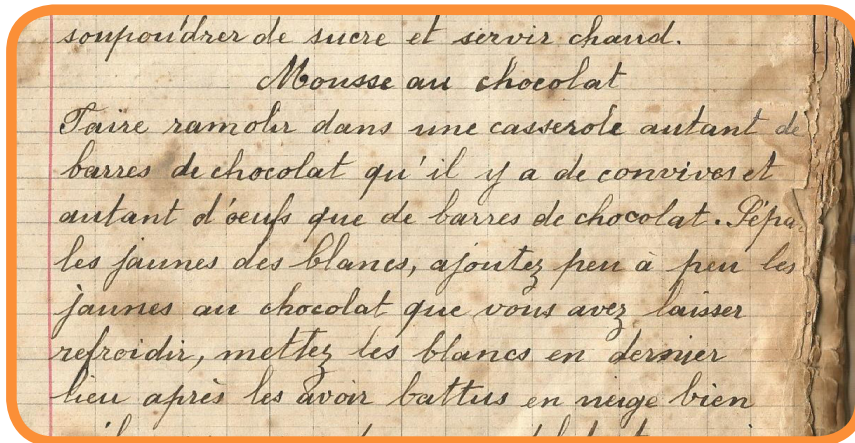 soupoudrer de sucre et servir chaud.
Mousse au chocolat
Faire ramolir dans une casserole autant de
barres de chocolat qu'il y a de convives et
autant d'œufs que de barres de chocolat. Sépa
les jaunes des blancs, ajoutez peu à peu les
jaunes au chocolat que vous avez laisser
refroidir, mettez les blancs en dernier
lieu après les avoir battus en neige bien